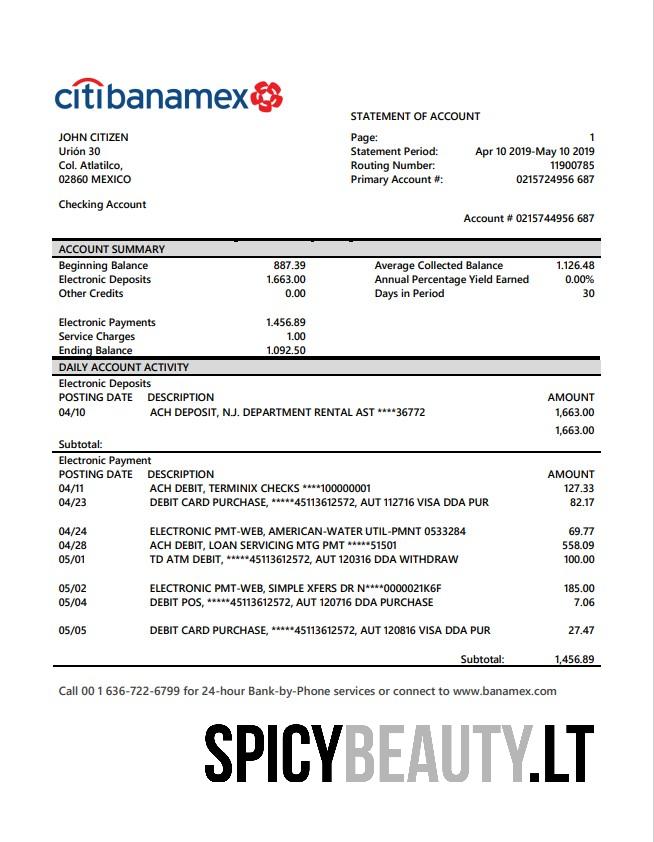 citibanamex
STATEMENT OF ACCOUNT
JOHN CITIZEN
Urión 30
Col. Atlatilco,
02860 MEXICO
Page: 1
Statement Period: Apr 10 2019-May 10 2019
Routing Number: 11900785
Primary Account #: 0215724956 687
Checking Account
Account # 0215744956 687
ACCOUNT SUMMARY
Beginning Balance 887.39 Average Collected Balance 1.126.48
Electronic Deposits 1.663.00 Annual Percentage Yield Earned 0.00%
Other Credits 0.00 Days in Period 30
Electronic Payments 1.456.89
Service Charges 1.00
Ending Balance 1.092.50
DAILY ACCOUNT ACTIVITY
Electronic Deposits
POSTING DATE DESCRIPTION AMOUNT
04/10 ACH DEPOSIT, N.J. DEPARTMENT RENTAL AST ****36772 1,663.00
1,663.00
Subtotal:
Electronic Payment
POSTING DATE DESCRIPTION AMOUNT
04/11 ACH DEBIT, TERMINIX CHECKS ****100000001 127.33
04/23 DEBIT CARD PURCHASE, *****45113612572, AUT 112716 VISA DDA PUR 82.17
04/24 ELECTRONIC PMT-WEB, AMERICAN-WATER UTIL-PMNT 0533284 69.77
04/28 ACH DEBIT, LOAN SERVICING MTG PMT *****51501 558.09
05/01 TD ATM DEBIT, *****45113612572, AUT 120316 DDA WITHDRAW 100.00
05/02 ELECTRONIC PMT-WEB, SIMPLE XFERS DR N****0000021K6F 185.00
05/04 DEBIT POS, *****45113612572, AUT 120716 DDA PURCHASE 7.06
05/05 DEBIT CARD PURCHASE, *****45113612572, AUT 120816 VISA DDA PUR 27.47
Subtotal: 1,456.89
Call 00 1 636-722-6799 for 24-hour Bank-by-Phone services or connect to www.banamex.com
SPICYBEAUTY.LT